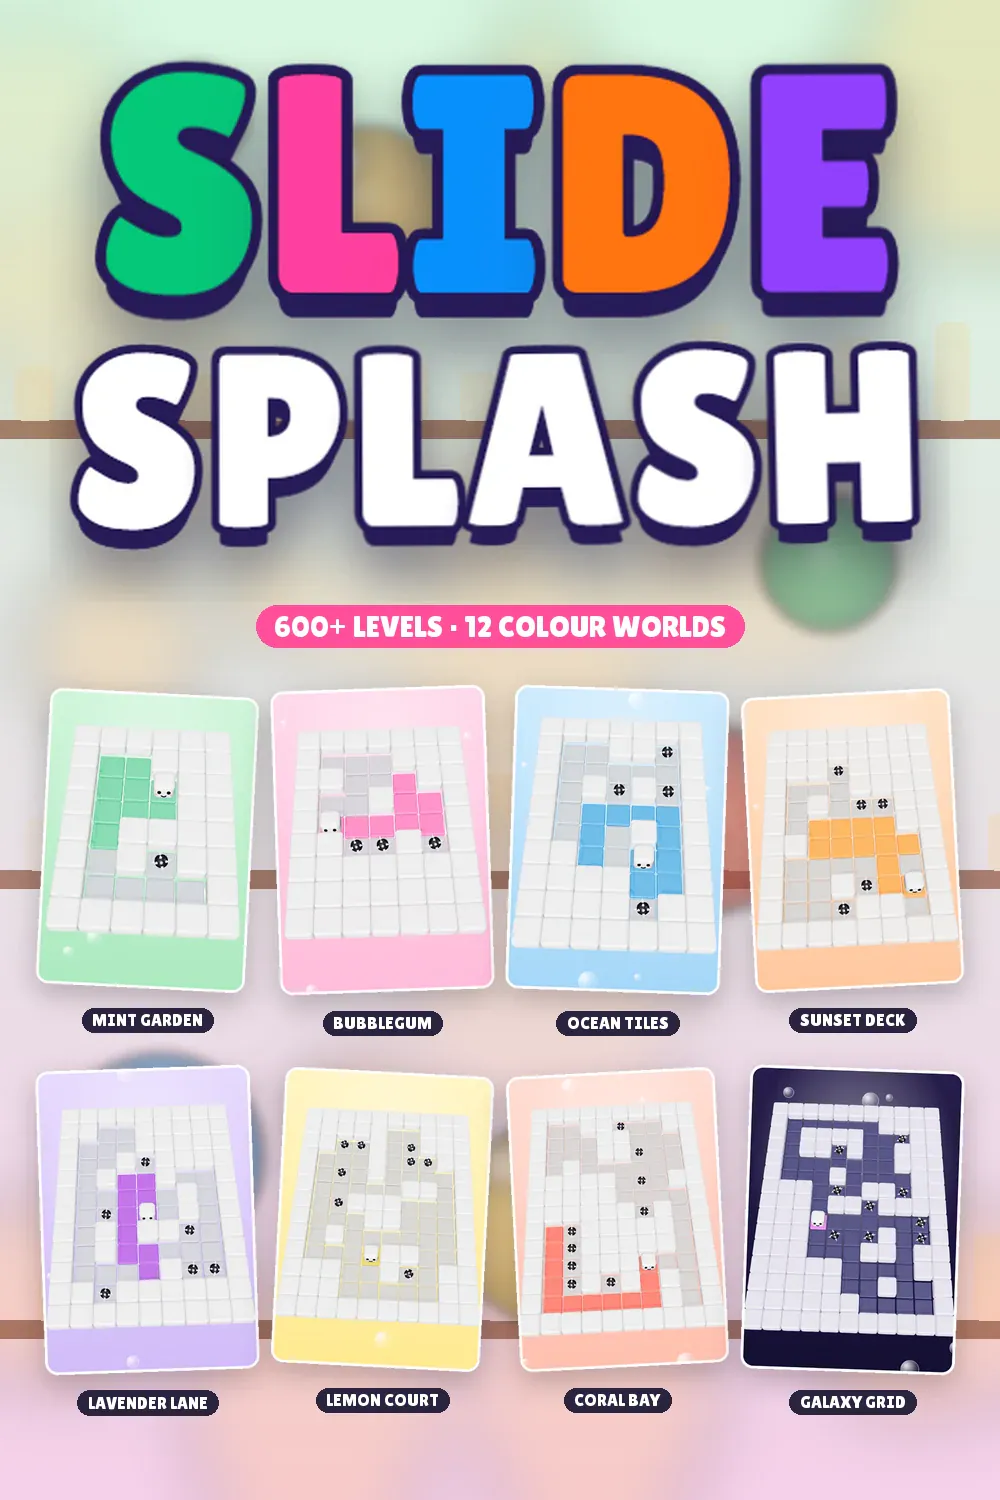 SLIDE
SPLASH
600+ LEVELS · 12 COLOUR WORLDS
MINT GARDEN
BUBBLEGUM
OCEAN TILES
SUNSET DECK
LAVENDER LANE
LEMON COURT
CORAL BAY
GALAXY GRID